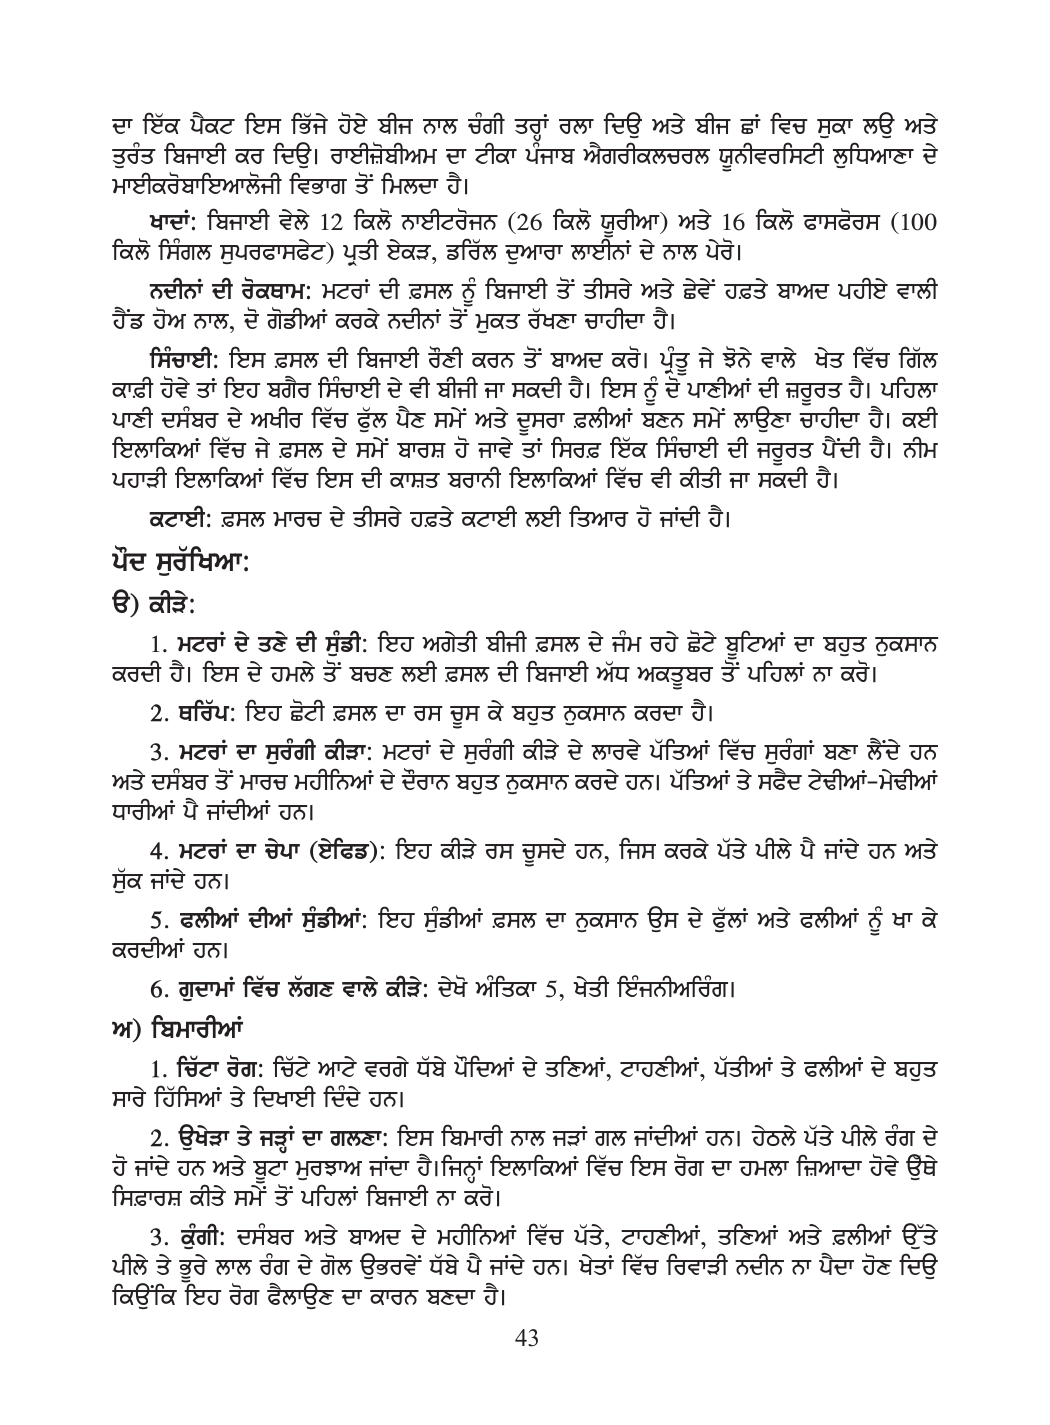 ਦਾ ਇੱਕ ਪੈਕਟ ਇਸ ਭਿੱਜੇ ਹੋਏ ਬੀਜ ਨਾਲ ਚੰਗੀ ਤਰ੍ਹਾਂ ਰਲਾ ਦਿਉ ਅਤੇ ਬੀਜ ਛਾਂ ਵਿਚ ਸੁਕਾ ਲਉ ਅਤੇ
ਤੁਰੰਤ ਬਿਜਾਈ ਕਰ ਦਿਉ। ਰਾਈਜ਼ੋਬੀਅਮ ਦਾ ਟੀਕਾ ਪੰਜਾਬ ਐਗਰੀਕਲਚਰਲ ਯੂਨੀਵਰਸਿਟੀ ਲੁਧਿਆਣਾ ਦੇ
ਮਾਈਕਰੋਬਾਇਆਲੋਜੀ ਵਿਭਾਗ ਤੋਂ ਮਿਲਦਾ ਹੈ।
ਖਾਦਾਂ: ਬਿਜਾਈ ਵੇਲੇ 12 ਕਿਲੋ ਨਾਈਟਰੋਜਨ (26 ਕਿਲੋ ਯੂਰੀਆ) ਅਤੇ 16 ਕਿਲੋ ਫਾਸਫੋਰਸ (100
ਕਿਲੋ ਸਿੰਗਲ ਸੁਪਰਫਾਸਫੇਟ) ਪ੍ਰਤੀ ਏਕੜ, ਡਰਿੱਲ ਦੁਆਰਾ ਲਾਈਨਾਂ ਦੇ ਨਾਲ ਪੇਰੋ।
ਨਦੀਨਾਂ ਦੀ ਰੋਕਥਾਮ: ਮਟਰਾਂ ਦੀ ਫ਼ਸਲ ਨੂੰ ਬਿਜਾਈ ਤੋਂ ਤੀਸਰੇ ਅਤੇ ਛੇਵੇਂ ਹਫ਼ਤੇ ਬਾਅਦ ਪਹੀਏ ਵਾਲੀ
ਹੈਂਡ ਹੋਅ ਨਾਲ, ਦੋ ਗੋਡੀਆਂ ਕਰਕੇ ਨਦੀਨਾਂ ਤੋਂ ਮੁਕਤ ਰੱਖਣਾ ਚਾਹੀਦਾ ਹੈ।
ਸਿੰਚਾਈ: ਇਸ ਫ਼ਸਲ ਦੀ ਬਿਜਾਈ ਰੌਣੀ ਕਰਨ ਤੋਂ ਬਾਅਦ ਕਰੋ। ਪ੍ਰੰਤੂ ਜੇ ਝੋਨੇ ਵਾਲੇ ਖੇਤ ਵਿੱਚ ਗਿੱਲ
ਕਾਫ਼ੀ ਹੋਵੇ ਤਾਂ ਇਹ ਬਗੈਰ ਸਿੰਚਾਈ ਦੇ ਵੀ ਬੀਜੀ ਜਾ ਸਕਦੀ ਹੈ। ਇਸ ਨੂੰ ਦੋ ਪਾਣੀਆਂ ਦੀ ਜ਼ਰੂਰਤ ਹੈ। ਪਹਿਲਾ
ਪਾਣੀ ਦਸੰਬਰ ਦੇ ਅਖੀਰ ਵਿੱਚ ਫੁੱਲ ਪੈਣ ਸਮੇਂ ਅਤੇ ਦੂਸਰਾ ਫ਼ਲੀਆਂ ਬਣਨ ਸਮੇਂ ਲਾਉਣਾ ਚਾਹੀਦਾ ਹੈ। ਕਈ
ਇਲਾਕਿਆਂ ਵਿੱਚ ਜੇ ਫ਼ਸਲ ਦੇ ਸਮੇਂ ਬਾਰਸ਼ ਹੋ ਜਾਵੇ ਤਾਂ ਸਿਰਫ਼ ਇੱਕ ਸਿੰਚਾਈ ਦੀ ਜਰੂਰਤ ਪੈਂਦੀ ਹੈ। ਨੀਮ
ਪਹਾੜੀ ਇਲਾਕਿਆਂ ਵਿੱਚ ਇਸ ਦੀ ਕਾਸ਼ਤ ਬਰਾਨੀ ਇਲਾਕਿਆਂ ਵਿੱਚ ਵੀ ਕੀਤੀ ਜਾ ਸਕਦੀ ਹੈ।
ਕਟਾਈ: ਫ਼ਸਲ ਮਾਰਚ ਦੇ ਤੀਸਰੇ ਹਫ਼ਤੇ ਕਟਾਈ ਲਈ ਤਿਆਰ ਹੋ ਜਾਂਦੀ ਹੈ।
ਪੌਦ ਸੁਰੱਖਿਆ:
ੳ) ਕੀੜੇ:
1. ਮਟਰਾਂ ਦੇ ਤਣੇ ਦੀ ਸੁੰਡੀ: ਇਹ ਅਗੇਤੀ ਬੀਜੀ ਫ਼ਸਲ ਦੇ ਜੰਮ ਰਹੇ ਛੋਟੇ ਬੂਟਿਆਂ ਦਾ ਬਹੁਤ ਨੁਕਸਾਨ
ਕਰਦੀ ਹੈ। ਇਸ ਦੇ ਹਮਲੇ ਤੋਂ ਬਚਣ ਲਈ ਫ਼ਸਲ ਦੀ ਬਿਜਾਈ ਅੱਧ ਅਕਤੂਬਰ ਤੋਂ ਪਹਿਲਾਂ ਨਾ ਕਰੋ।
2. ਥਰਿੱਪ: ਇਹ ਛੋਟੀ ਫ਼ਸਲ ਦਾ ਰਸ ਚੂਸ ਕੇ ਬਹੁਤ ਨੁਕਸਾਨ ਕਰਦਾ ਹੈ।
3. ਮਟਰਾਂ ਦਾ ਸੁਰੰਗੀ ਕੀੜਾ: ਮਟਰਾਂ ਦੇ ਸੁਰੰਗੀ ਕੀੜੇ ਦੇ ਲਾਰਵੇ ਪੱਤਿਆਂ ਵਿੱਚ ਸੁਰੰਗਾਂ ਬਣਾ ਲੈਂਦੇ ਹਨ
ਅਤੇ ਦਸੰਬਰ ਤੋਂ ਮਾਰਚ ਮਹੀਨਿਆਂ ਦੇ ਦੌਰਾਨ ਬਹੁਤ ਨੁਕਸਾਨ ਕਰਦੇ ਹਨ। ਪੱਤਿਆਂ ਤੇ ਸਫੈਦ ਟੇਢੀਆਂ-ਮੇਢੀਆਂ
ਧਾਰੀਆਂ ਪੈ ਜਾਂਦੀਆਂ ਹਨ।
4. ਮਟਰਾਂ ਦਾ ਚੇਪਾ (ਏਫਿਡ): ਇਹ ਕੀੜੇ ਰਸ ਚੂਸਦੇ ਹਨ, ਜਿਸ ਕਰਕੇ ਪੱਤੇ ਪੀਲੇ ਪੈ ਜਾਂਦੇ ਹਨ ਅਤੇ
ਸੁੱਕ ਜਾਂਦੇ ਹਨ।
5. ਫਲੀਆਂ ਦੀਆਂ ਸੁੰਡੀਆਂ: ਇਹ ਸੁੰਡੀਆਂ ਫ਼ਸਲ ਦਾ ਨੁਕਸਾਨ ਉਸ ਦੇ ਫੁੱਲਾਂ ਅਤੇ ਫਲੀਆਂ ਨੂੰ ਖਾ ਕੇ
ਕਰਦੀਆਂ ਹਨ।
6. ਗੁਦਾਮਾਂ ਵਿੱਚ ਲੱਗਣ ਵਾਲੇ ਕੀੜੇ: ਦੇਖੋ ਅੰਤਿਕਾ 5, ਖੇਤੀ ਇੰਜਨੀਅਰਿੰਗ।
ਅ) ਬਿਮਾਰੀਆਂ
1. ਚਿੱਟਾ ਰੋਗ: ਚਿੱਟੇ ਆਟੇ ਵਰਗੇ ਧੱਬੇ ਪੌਦਿਆਂ ਦੇ ਤਣਿਆਂ, ਟਾਹਣੀਆਂ, ਪੱਤੀਆਂ ਤੇ ਫਲੀਆਂ ਦੇ ਬਹੁਤ
ਸਾਰੇ ਹਿੱਸਿਆਂ ਤੇ ਦਿਖਾਈ ਦਿੰਦੇ ਹਨ।
2. ਉਖੇੜਾ ਤੇ ਜੜ੍ਹਾਂ ਦਾ ਗਲਣਾ: ਇਸ ਬਿਮਾਰੀ ਨਾਲ ਜੜਾਂ ਗਲ ਜਾਂਦੀਆਂ ਹਨ। ਹੇਠਲੇ ਪੱਤੇ ਪੀਲੇ ਰੰਗ ਦੇ
ਹੋ ਜਾਂਦੇ ਹਨ ਅਤੇ ਬੂਟਾ ਮੁਰਝਾਅ ਜਾਂਦਾ ਹੈ।ਜਿਨ੍ਹਾਂ ਇਲਾਕਿਆਂ ਵਿੱਚ ਇਸ ਰੋਗ ਦਾ ਹਮਲਾ ਜ਼ਿਆਦਾ ਹੋਵੇ ਉੱਥੇ
ਸਿਫ਼ਾਰਸ਼ ਕੀਤੇ ਸਮੇਂ ਤੋਂ ਪਹਿਲਾਂ ਬਿਜਾਈ ਨਾ ਕਰੋ।
3. ਕੁੰਗੀ: ਦਸੰਬਰ ਅਤੇ ਬਾਅਦ ਦੇ ਮਹੀਨਿਆਂ ਵਿੱਚ ਪੱਤੇ, ਟਾਹਣੀਆਂ, ਤਣਿਆਂ ਅਤੇ ਫ਼ਲੀਆਂ ਉੱਤੇ
ਪੀਲੇ ਤੇ ਭੂਰੇ ਲਾਲ ਰੰਗ ਦੇ ਗੋਲ ਉਭਰਵੇਂ ਧੱਬੇ ਪੈ ਜਾਂਦੇ ਹਨ। ਖੇਤਾਂ ਵਿੱਚ ਰਿਵਾੜੀ ਨਦੀਨ ਨਾ ਪੈਦਾ ਹੋਣ ਦਿਉ
ਕਿਉਂਕਿ ਇਹ ਰੋਗ ਫੈਲਾਉਣ ਦਾ ਕਾਰਨ ਬਣਦਾ ਹੈ।
43